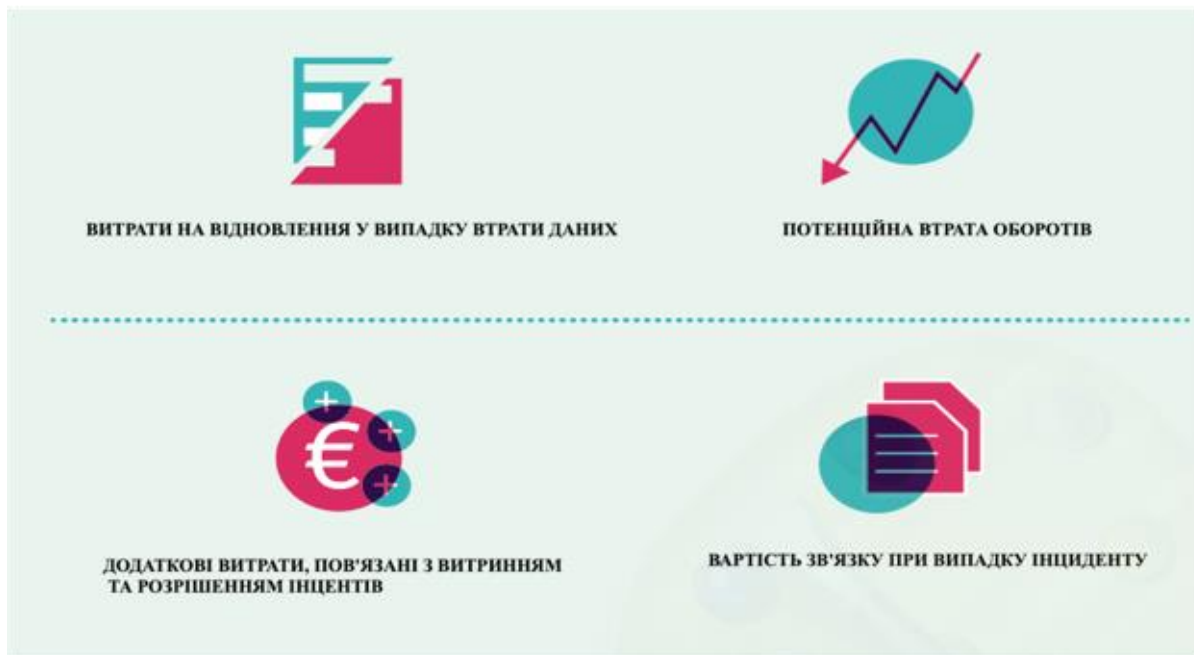 ВИТРАТИ НА ВІДНОВЛЕННЯ У ВИПАДКУ ВТРАТИ ДАНИХ
ПОТЕНЦІЙНА ВТРАТА ОБОРОТІВ
€
ДОДАТКОВІ ВИТРАТИ, ПОВ'ЯЗАНІ З ВИТРИННЯМ
ТА РОЗРІШЕННЯМ ІНЦЕНТІВ
ВАРТІСТЬ ЗВ'ЯЗКУ ПРИ ВИПАДКУ ІНЦИДЕНТУ